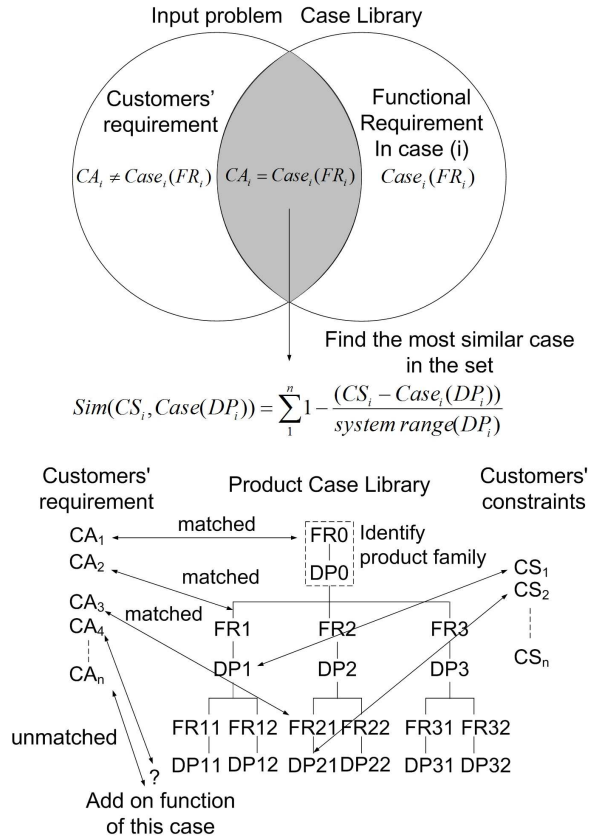 Input problem Case Library
Customers'
requirement
Functional
Requirement
In case (i)
CA_i ≠ Case_i(FR_i)
CA_i = Case_i(FR_i)
Case_i(FR_i)
Find the most similar case
in the set
Sim(CS_i, Case(DP_i)) = \sum_{1}^{n} 1 - \frac{(CS_i - Case_i(DP_i))}{system range(DP_i)}
Customers'
requirement
Product Case Library
Customers'
constraints
CA1 matched FR0 Identify
product family
CA2 matched DP0 CS1
CS2
CA3 matched
CA4 FR1 FR2 FR3
CAn DP1 DP2 DP3 CSn
FR11 FR12 FR21 FR22 FR31 FR32
unmatched
DP11 DP12 DP21 DP22 DP31 DP32
?
Add on function
of this case